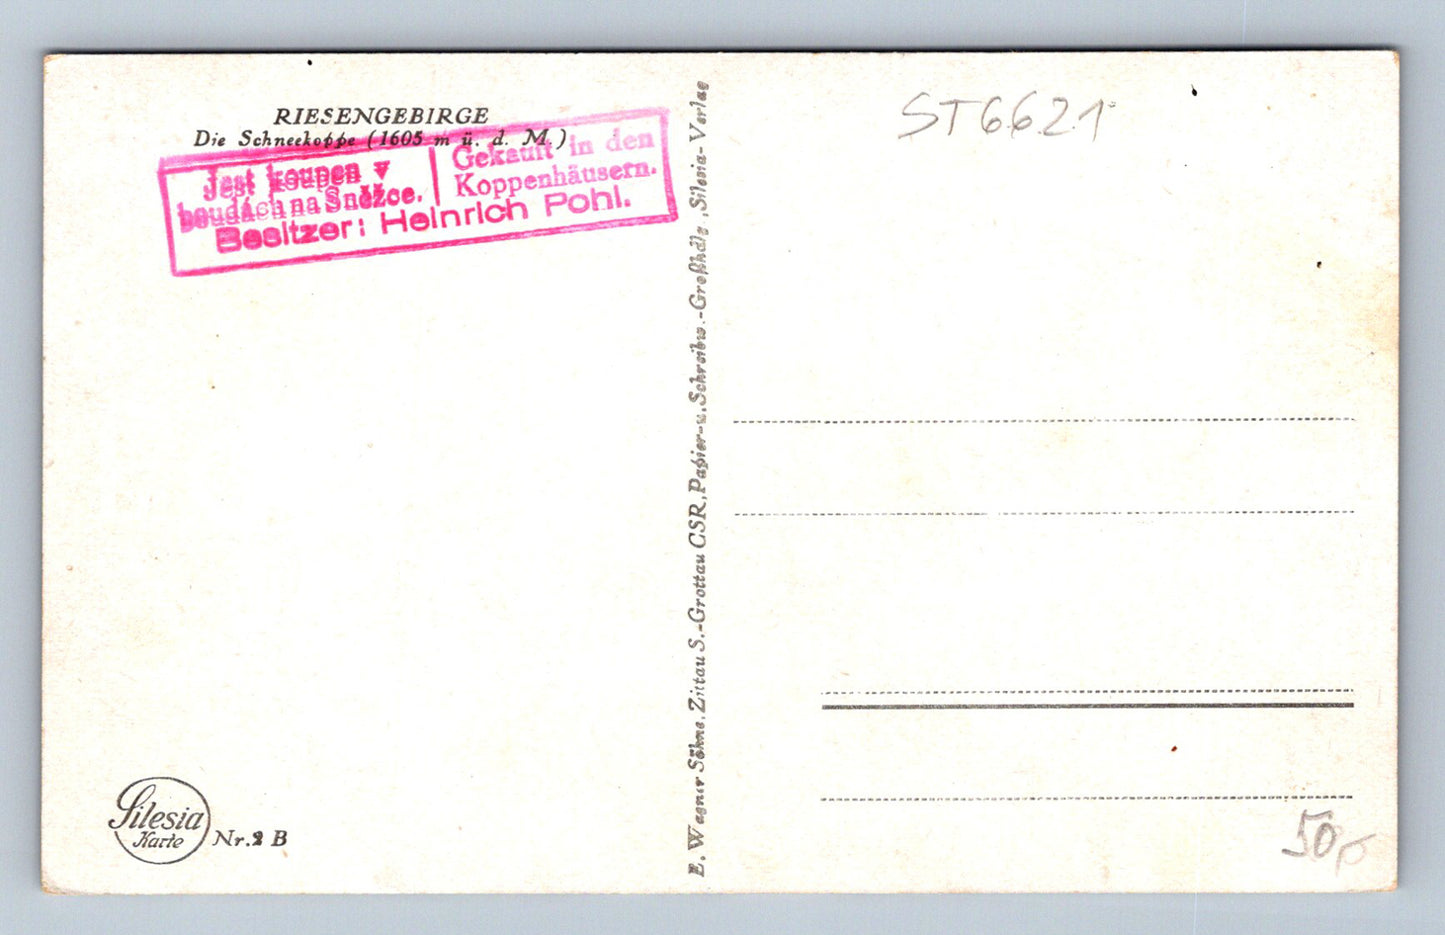 RIESENGEBIRGE
Die Schneekoppe (1605 m ü. d. M.)
Jest koupen v
boudách na Sněžce.
Gekauft in den
Koppenhäusern.
Besitzer: Heinrich Pohl.
E. Wagner Söhne, Zittau S.-Grottau CSR, Papier- u. Schreibw.-Großhdlg., Silesia-Verlag
ST6621
Silesia
Karte
Nr. 2 B
50